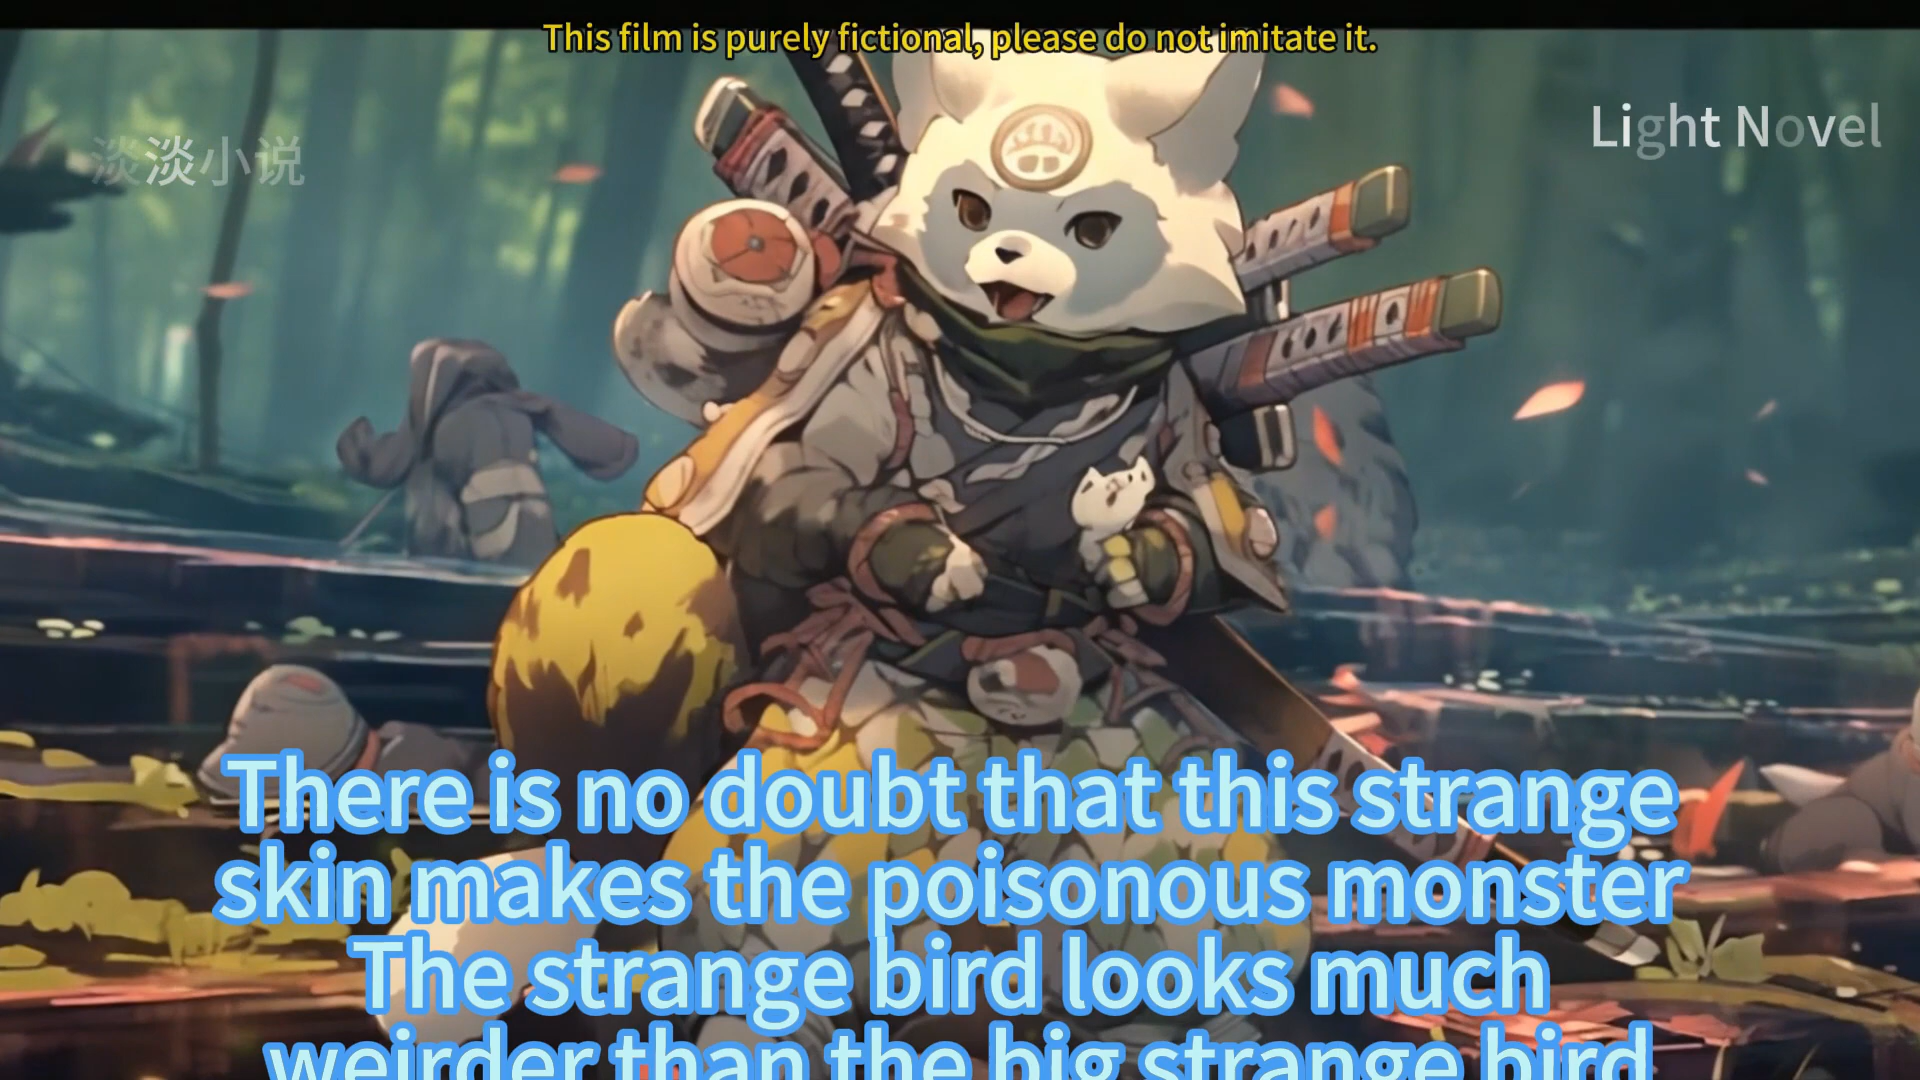 This film is purely fictional, please do not imitate it.
Light Novel
淡淡小说
There is no doubt that this strange
skin makes the poisonous monster
The strange bird looks much
weirder than the big strange bird